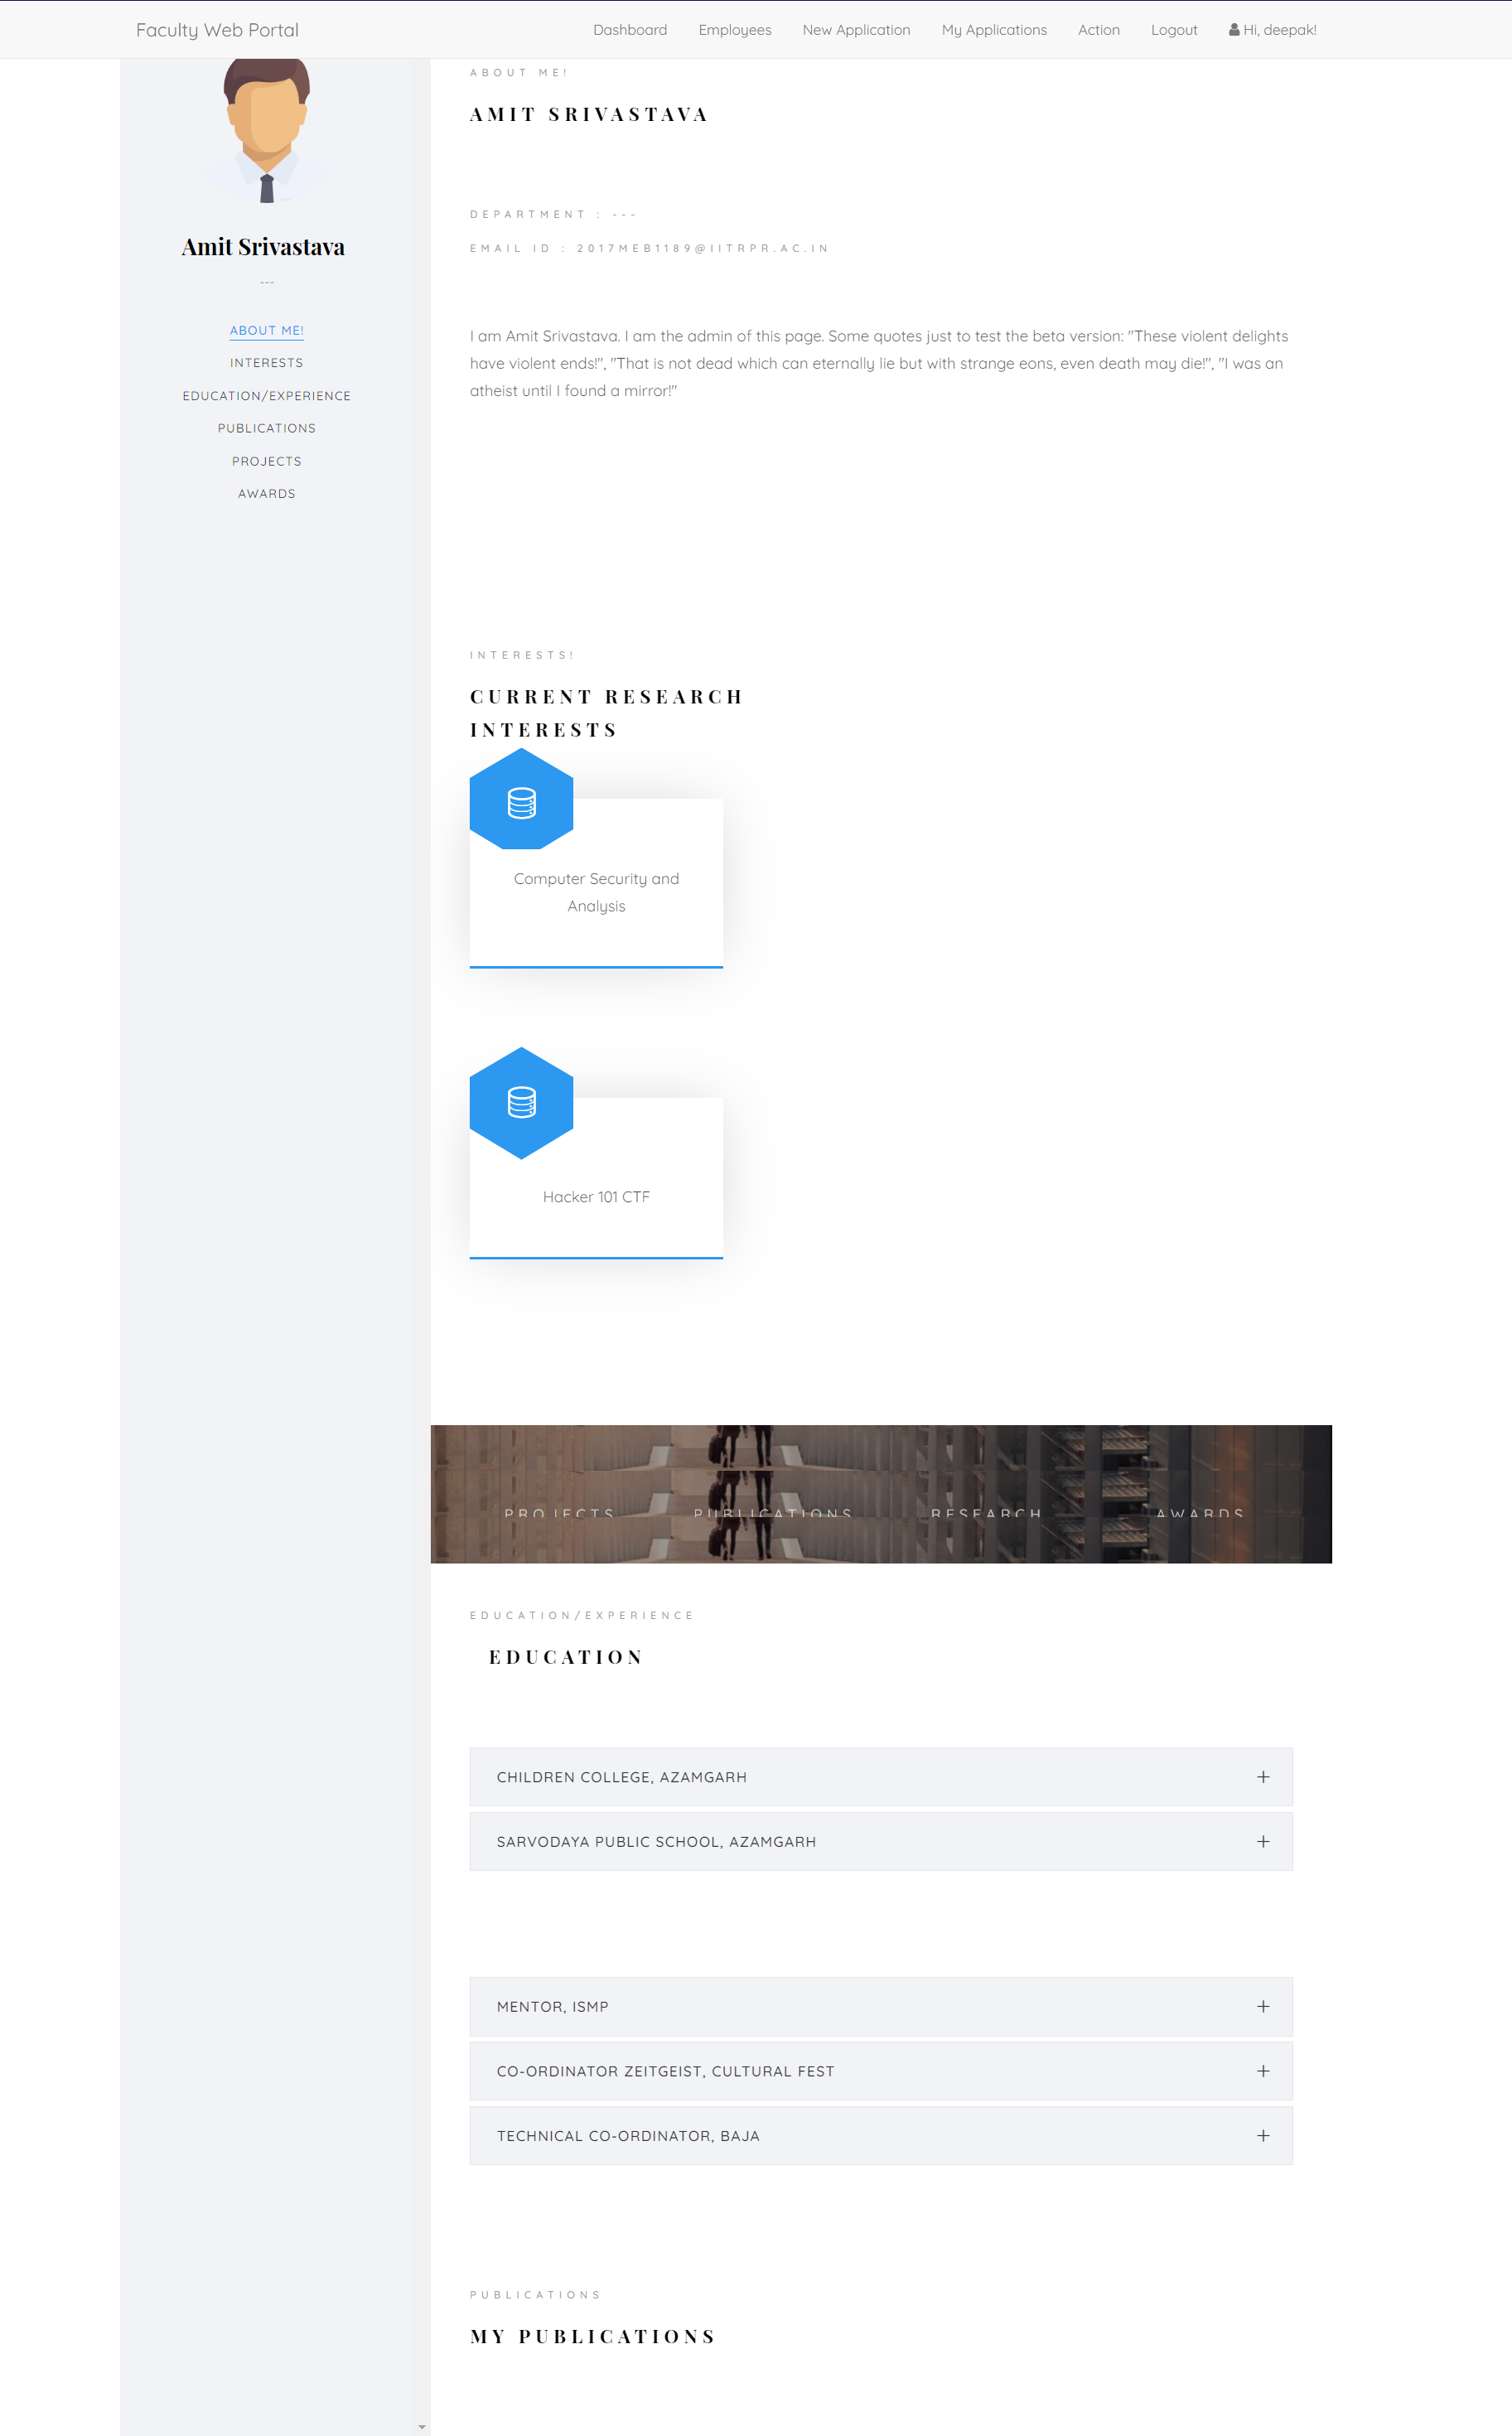 Faculty Web Portal
Dashboard Employees New Application My Applications Action Logout Hi, deepak!
Amit Srivastava
---
ABOUT ME!
INTERESTS
EDUCATION/EXPERIENCE
PUBLICATIONS
PROJECTS
AWARDS
ABOUT ME!
AMIT SRIVASTAVA
DEPARTMENT : ---
EMAIL ID : 2017MEB1189@IITRPR.AC.IN
I am Amit Srivastava. I am the admin of this page. Some quotes just to test the beta version: "These violent delights
have violent ends!", "That is not dead which can eternally lie but with strange eons, even death may die!", "I was an
atheist until I found a mirror!"
INTERESTS!
CURRENT RESEARCH
INTERESTS
Computer Security and
Analysis
Hacker 101 CTF
PROJECTS PUBLICATIONS RESEARCH AWARDS
EDUCATION/EXPERIENCE
EDUCATION
CHILDREN COLLEGE, AZAMGARH
SARVODAYA PUBLIC SCHOOL, AZAMGARH
MENTOR, ISMP
CO-ORDINATOR ZEITGEIST, CULTURAL FEST
TECHNICAL CO-ORDINATOR, BAJA
PUBLICATIONS
MY PUBLICATIONS